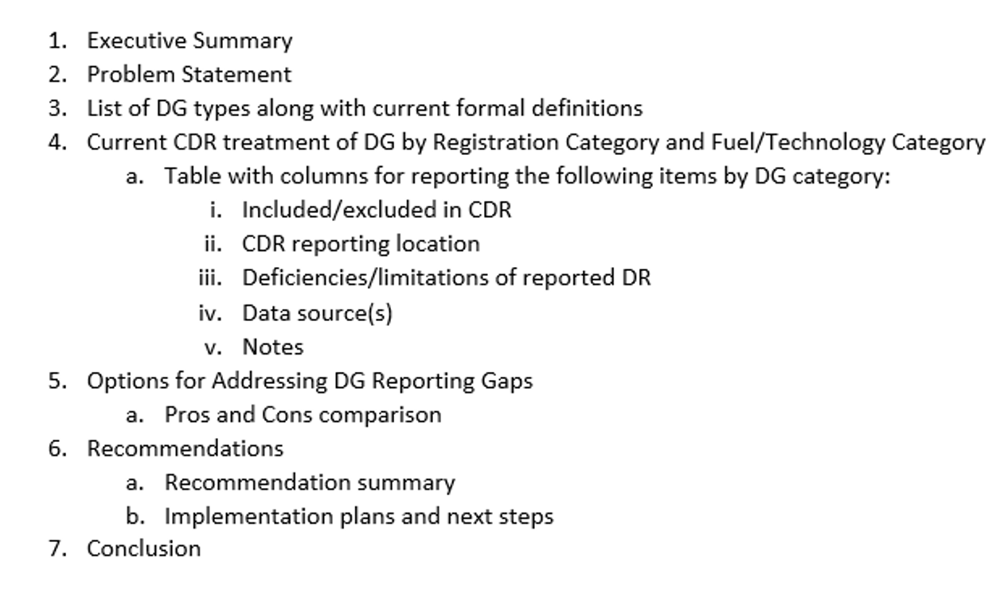 1. Executive Summary
2. Problem Statement
3. List of DG types along with current formal definitions
4. Current CDR treatment of DG by Registration Category and Fuel/Technology Category
a. Table with columns for reporting the following items by DG category:
i. Included/excluded in CDR
ii. CDR reporting location
iii. Deficiencies/limitations of reported DR
iv. Data source(s)
v. Notes
5. Options for Addressing DG Reporting Gaps
a. Pros and Cons comparison
6. Recommendations
a. Recommendation summary
b. Implementation plans and next steps
7. Conclusion